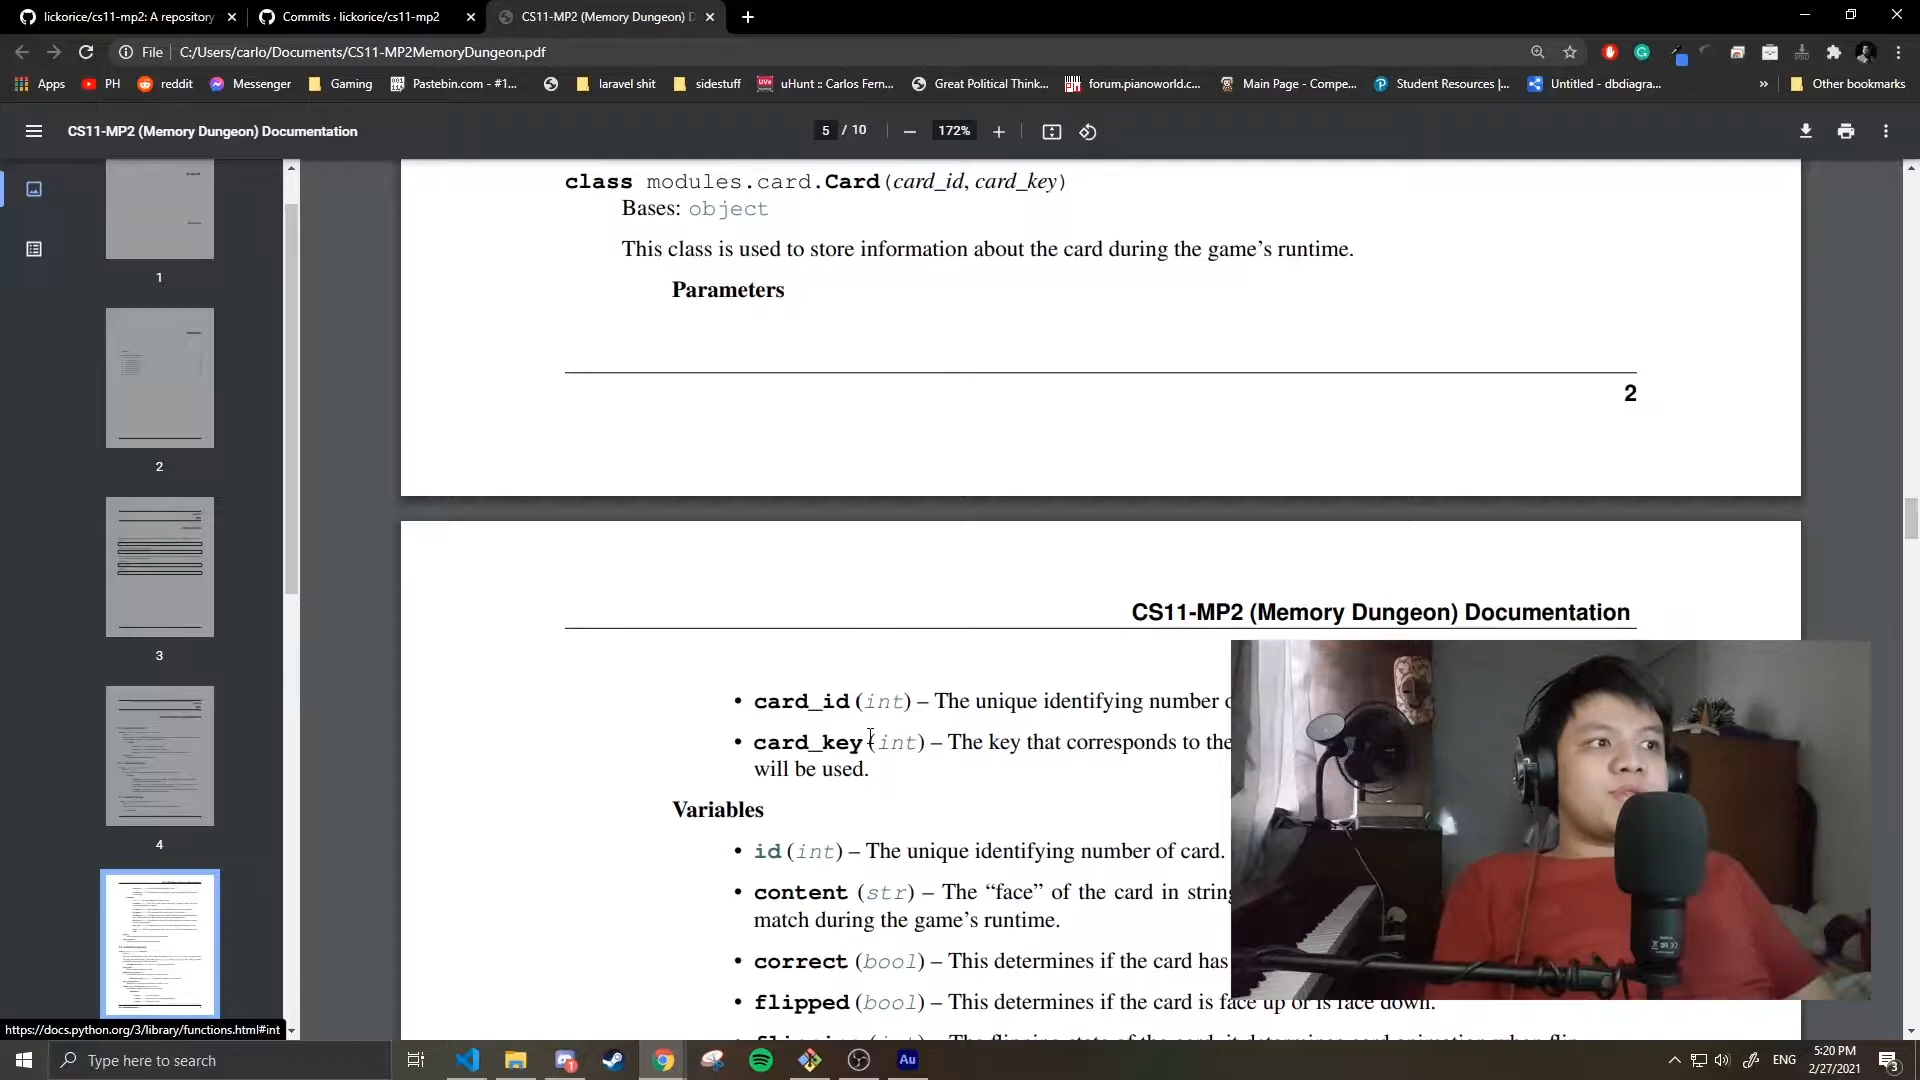 lickorice/cs11-mp2: A repository
Commits · lickorice/cs11-mp2
CS11-MP2 (Memory Dungeon) D
File
C:/Users/carlo/Documents/CS11-MP2MemoryDungeon.pdf
Apps
PH
reddit
Messenger
Gaming
Pastebin.com - #1...
laravel shit
sidestuff
uHunt :: Carlos Fern...
Great Political Think...
forum.pianoworld.c...
Main Page - Compe...
Student Resources |...
Untitled - dbdiagra...
»
Other bookmarks
CS11-MP2 (Memory Dungeon) Documentation
5 / 10
172%
1
2
3
4
class modules.card.Card(card_id, card_key)
Bases: object
This class is used to store information about the card during the game’s runtime.
Parameters
2
CS11-MP2 (Memory Dungeon) Documentation
• card_id (int) – The unique identifying number
• card_key (int) – The key that corresponds to the
will be used.
Variables
• id (int) – The unique identifying number of card.
• content (str) – The “face” of the card in string
match during the game’s runtime.
• correct (bool) – This determines if the card has
• flipped (bool) – This determines if the card is face up or is face down.
https://docs.python.org/3/library/functions.html#int
Type here to search
Au
ENG
5:20 PM
2/27/2021
3